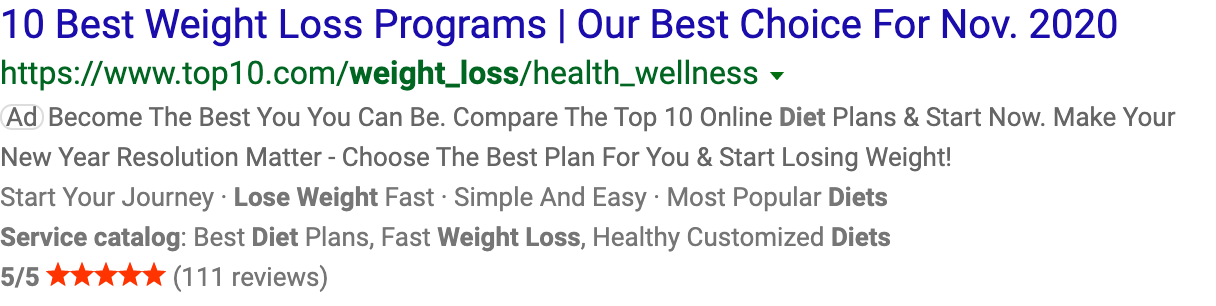 10 Best Weight Loss Programs | Our Best Choice For Nov. 2020
https://www.top10.com/weight_loss/health_wellness
Ad Become The Best You You Can Be. Compare The Top 10 Online Diet Plans & Start Now. Make Your
New Year Resolution Matter - Choose The Best Plan For You & Start Losing Weight!
Start Your Journey · Lose Weight Fast · Simple And Easy · Most Popular Diets
Service catalog: Best Diet Plans, Fast Weight Loss, Healthy Customized Diets
5/5 ★★★★★ (111 reviews)